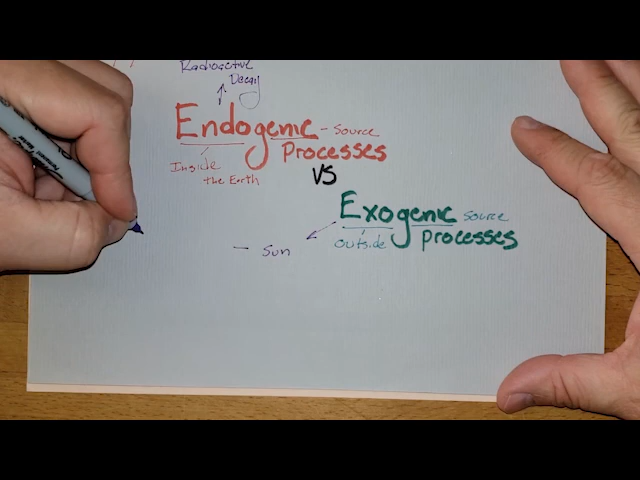 Radioactive
Decay
Endogenic - source
Processes
Inside
the Earth
VS
Exogenic source
outside processes
- Sun